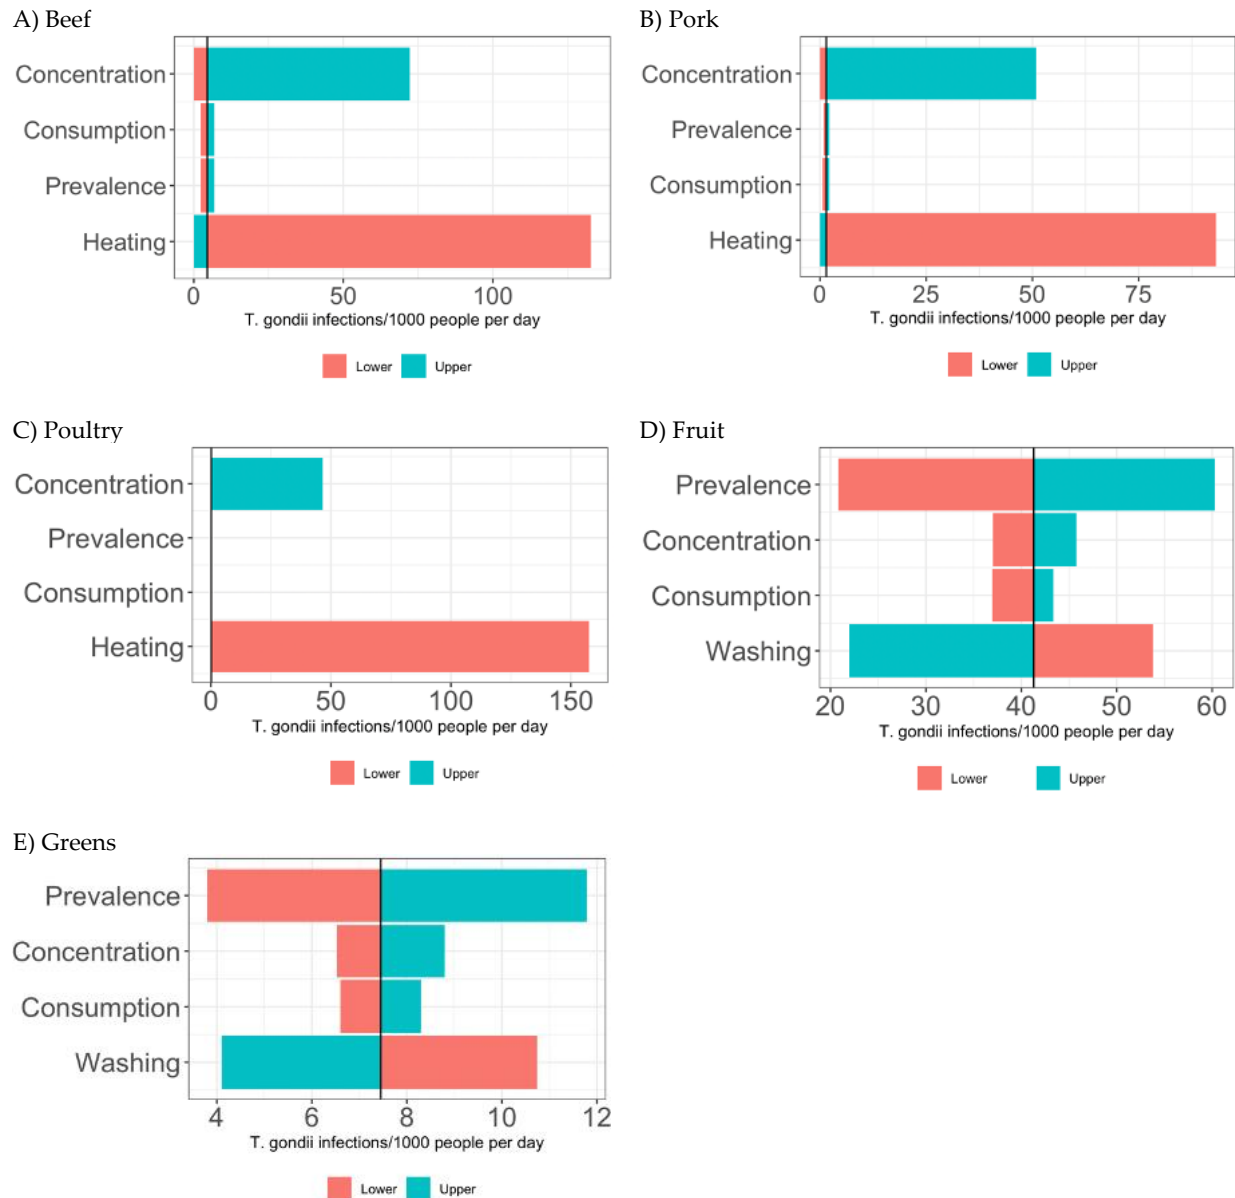 A) Beef
Concentration
Consumption
Prevalence
Heating
0 50 100
T. gondii infections/1000 people per day
Lower Upper
B) Pork
Concentration
Prevalence
Consumption
Heating
0 25 50 75
T. gondii infections/1000 people per day
Lower Upper
C) Poultry
Concentration
Prevalence
Consumption
Heating
0 50 100 150
T. gondii infections/1000 people per day
Lower Upper
D) Fruit
Prevalence
Concentration
Consumption
Washing
20 30 40 50 60
T. gondii infections/1000 people per day
Lower Upper
E) Greens
Prevalence
Concentration
Consumption
Washing
4 6 8 10 12
T. gondii infections/1000 people per day
Lower Upper